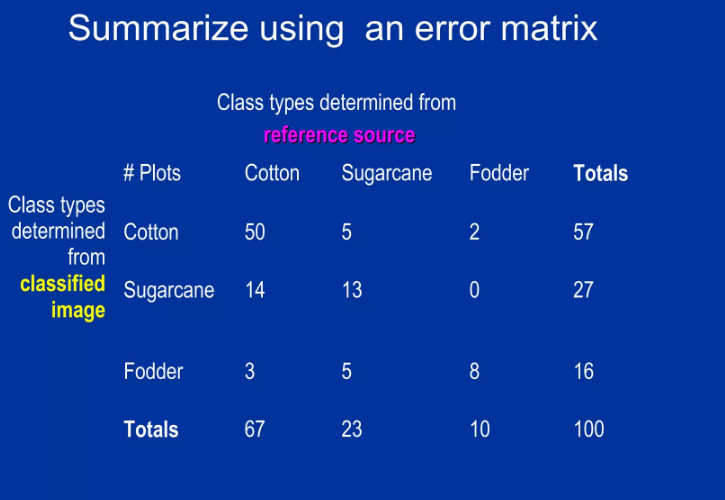 Summarize using an error matrix
Class types determined from
reference source
# Plots Cotton Sugarcane Fodder Totals
Class types
determined
from
classified
image
Cotton 50 5 2 57
Sugarcane 14 13 0 27
Fodder 3 5 8 16
Totals 67 23 10 100